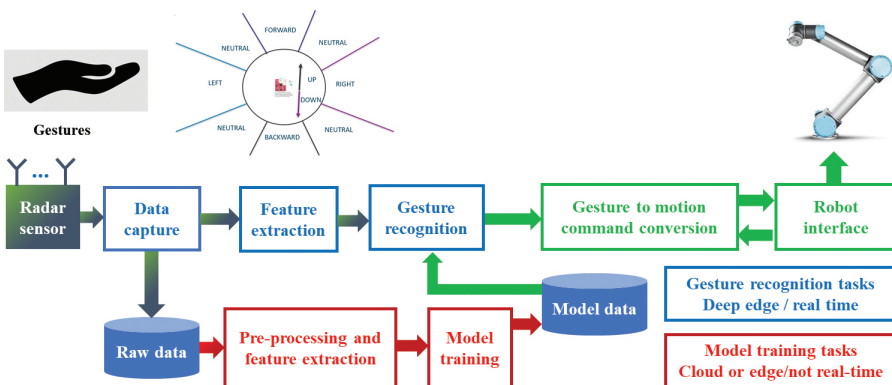 FORWARD
NEUTRAL
NEUTRAL
LEFT
UP
RIGHT
DOWN
NEUTRAL
BACKWARD
NEUTRAL
Gestures
...
Radar
sensor
Data
capture
Feature
extraction
Gesture
recognition
Gesture to motion
command conversion
Robot
interface
Raw data
Pre-processing and
feature extraction
Model
training
Model data
Gesture recognition tasks
Deep edge / real time
Model training tasks
Cloud or edge/not real-time